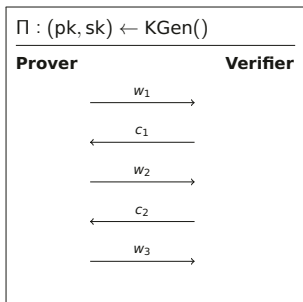 Π : (pk, sk) ← KGen()
Prover Verifier
w₁
c₁
w₂
c₂
w₃